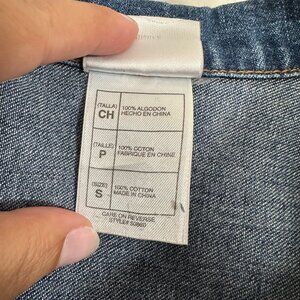 (TALLA)
CH
100% ALGODON
HECHO EN CHINA
(TAILLE)
P
100% COTON
FABRIQUE EN CHINE
(SIZE)
S
100% COTTON
MADE IN CHINA
CARE ON REVERSE